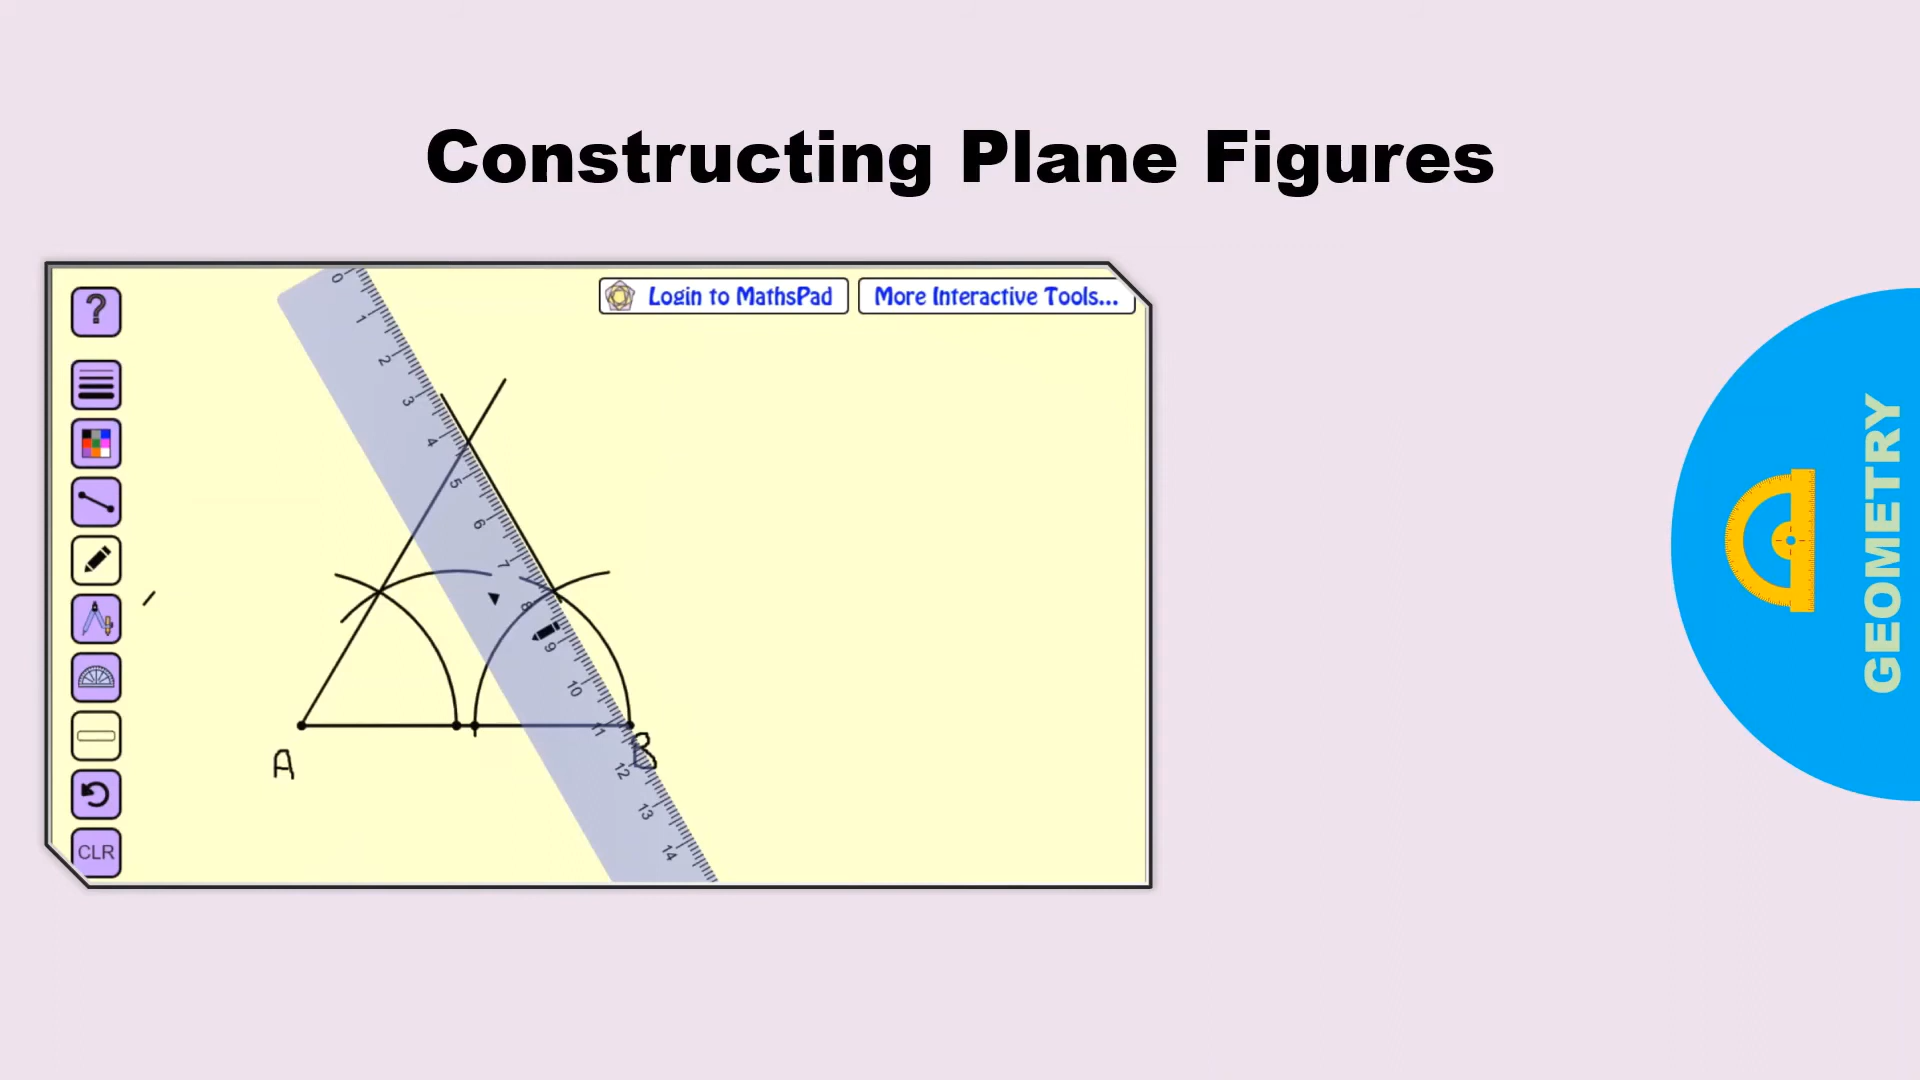 Constructing Plane Figures
Login to MathsPad
More Interactive Tools...
?
0
1
2
3
4
5
6
7
8
9
10
11
12
13
14
A
B
CLR
GEOMETRY